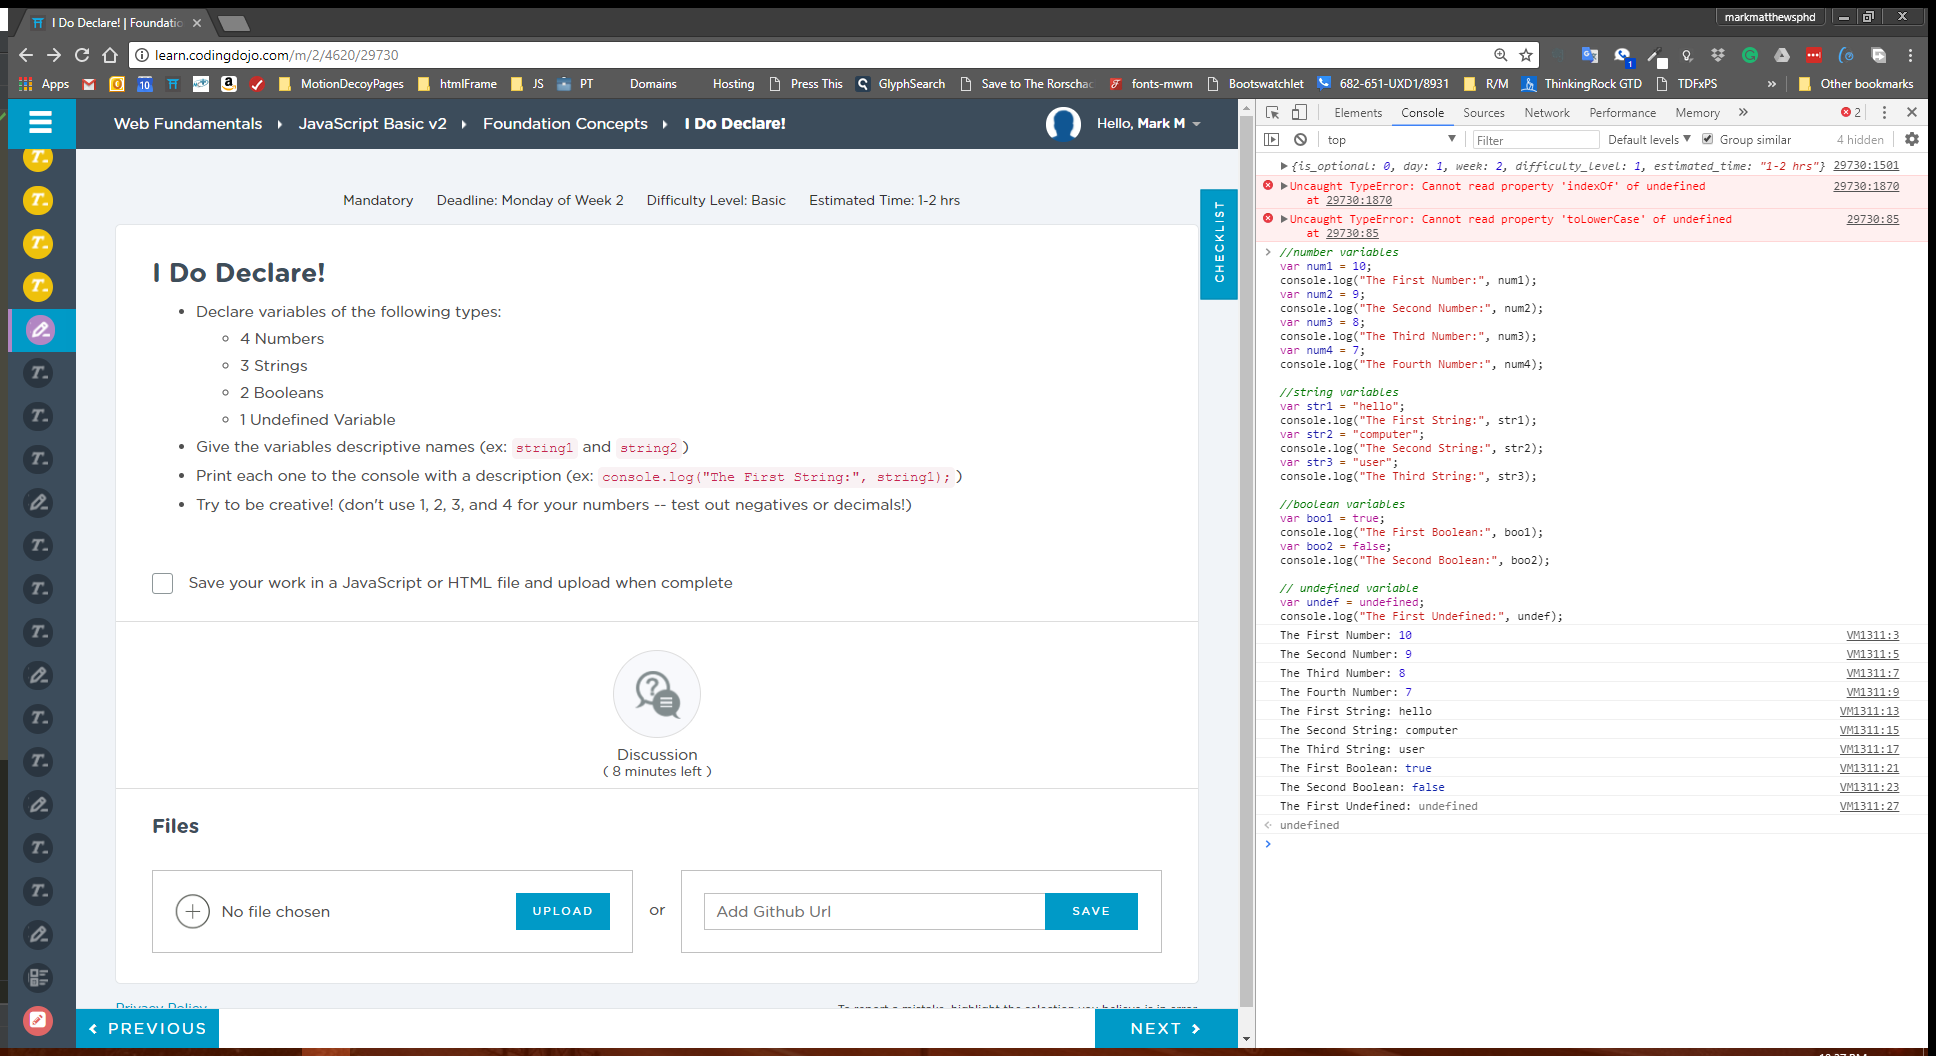 I Do Declare! | Foundatio
markmatthewsphd
learn.codingdojo.com/m/2/4620/29730
Apps
10
MotionDecoyPages
htmlFrame
JS
PT
Domains
Hosting
Press This
GlyphSearch
Save to The Rorschac
fonts-mwm
Bootswatchlet
682-651-UXD1/8931
R/M
ThinkingRock GTD
TDFxPS
»
Other bookmarks
Web Fundamentals
JavaScript Basic v2
Foundation Concepts
I Do Declare!
Hello, Mark M
Mandatory
Deadline: Monday of Week 2
Difficulty Level: Basic
Estimated Time: 1-2 hrs
CHECKLIST
I Do Declare!
• Declare variables of the following types:
◦ 4 Numbers
◦ 3 Strings
◦ 2 Booleans
◦ 1 Undefined Variable
• Give the variables descriptive names (ex: string1 and string2)
• Print each one to the console with a description (ex: console.log("The First String:", string1);)
• Try to be creative! (don't use 1, 2, 3, and 4 for your numbers -- test out negatives or decimals!)
Save your work in a JavaScript or HTML file and upload when complete
Discussion
( 8 minutes left )
Files
No file chosen
UPLOAD
or
Add Github Url
SAVE
Privacy Policy
To report a mistake, highlight the selection you believe is in error
PREVIOUS
NEXT
Elements
Console
Sources
Network
Performance
Memory
»
2
top
Filter
Default levels
Group similar
4 hidden
{is_optional: 0, day: 1, week: 2, difficulty_level: 1, estimated_time: "1-2 hrs"} 29730:1501
Uncaught TypeError: Cannot read property 'indexOf' of undefined 29730:1870
at 29730:1870
Uncaught TypeError: Cannot read property 'toLowerCase' of undefined 29730:85
at 29730:85
//number variables
var num1 = 10;
console.log("The First Number:", num1);
var num2 = 9;
console.log("The Second Number:", num2);
var num3 = 8;
console.log("The Third Number:", num3);
var num4 = 7;
console.log("The Fourth Number:", num4);
//string variables
var str1 = "hello";
console.log("The First String:", str1);
var str2 = "computer";
console.log("The Second String:", str2);
var str3 = "user";
console.log("The Third String:", str3);
//boolean variables
var boo1 = true;
console.log("The First Boolean:", boo1);
var boo2 = false;
console.log("The Second Boolean:", boo2);
// undefined variable
var undef = undefined;
console.log("The First Undefined:", undef);
The First Number: 10 VM1311:3
The Second Number: 9 VM1311:5
The Third Number: 8 VM1311:7
The Fourth Number: 7 VM1311:9
The First String: hello VM1311:13
The Second String: computer VM1311:15
The Third String: user VM1311:17
The First Boolean: true VM1311:21
The Second Boolean: false VM1311:23
The First Undefined: undefined VM1311:27
undefined